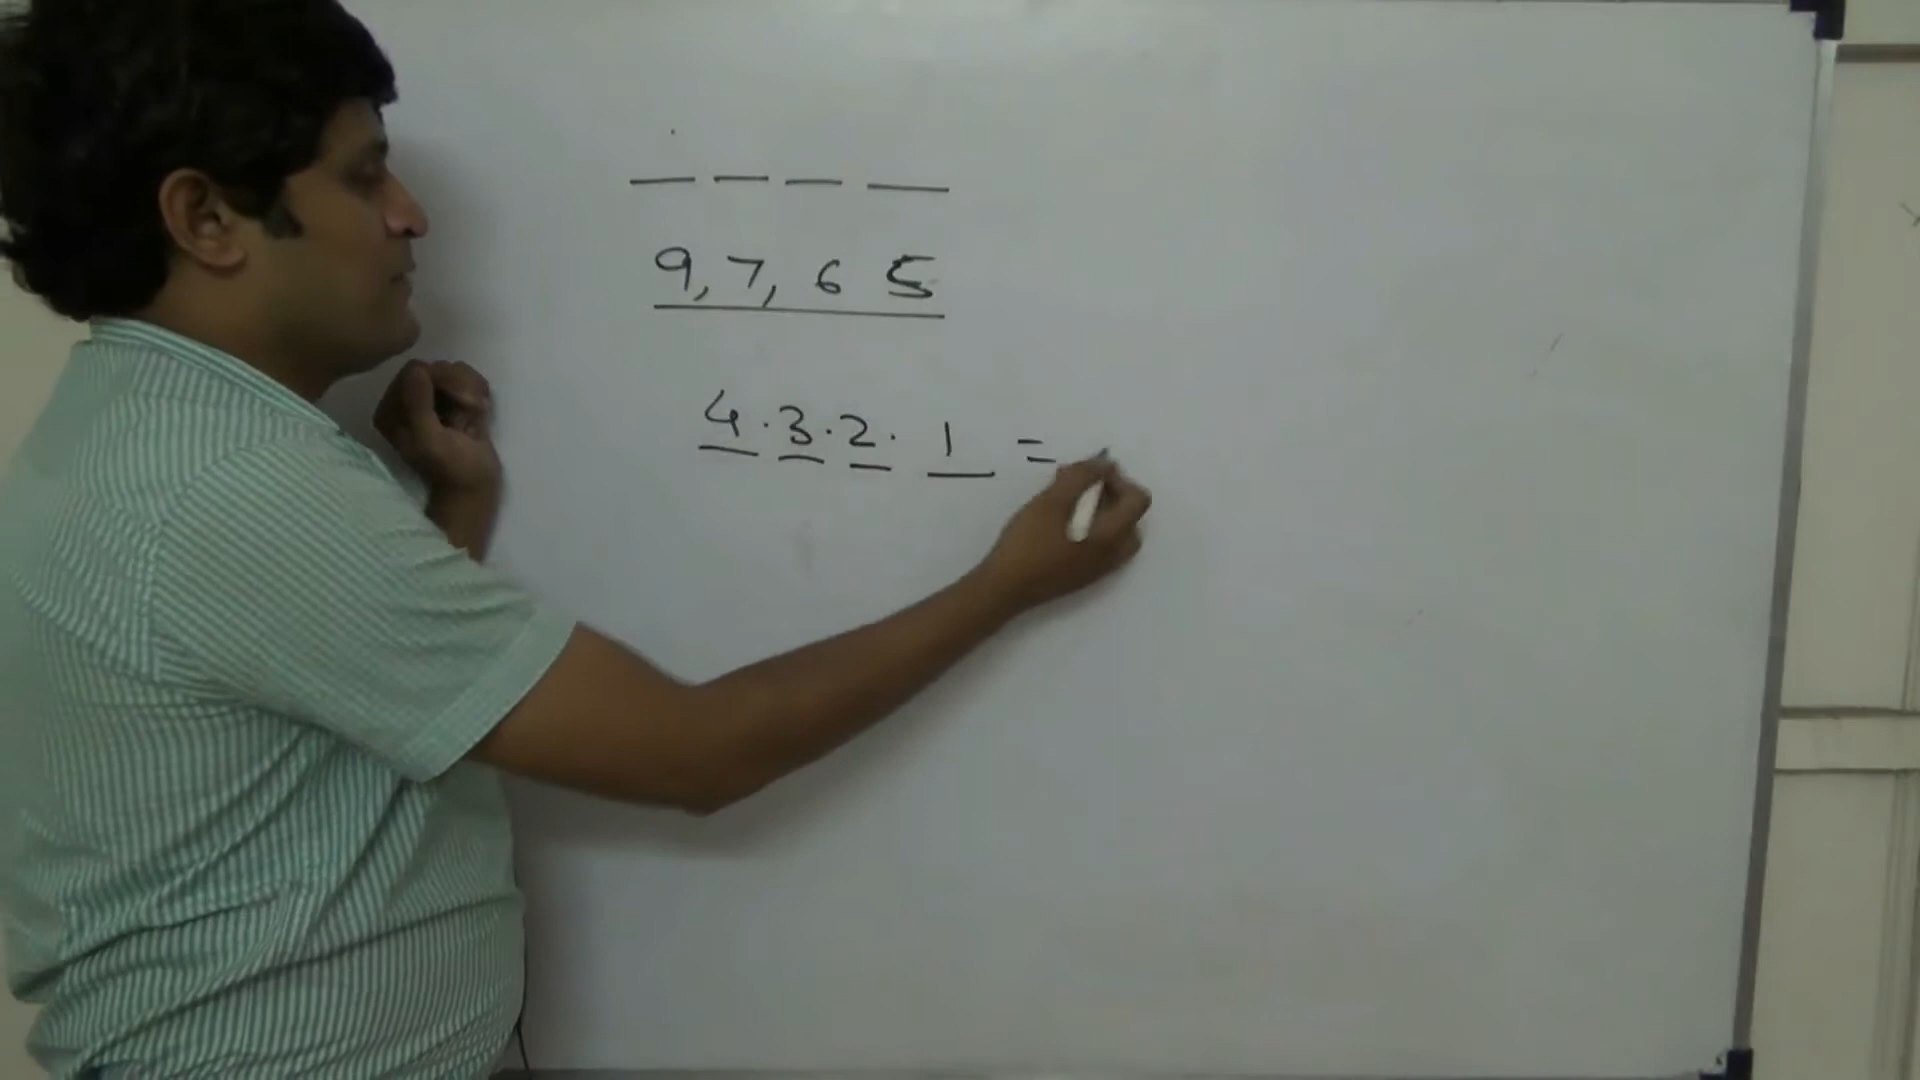 9, 7, 6 5
4 . 3 . 2 . 1 =